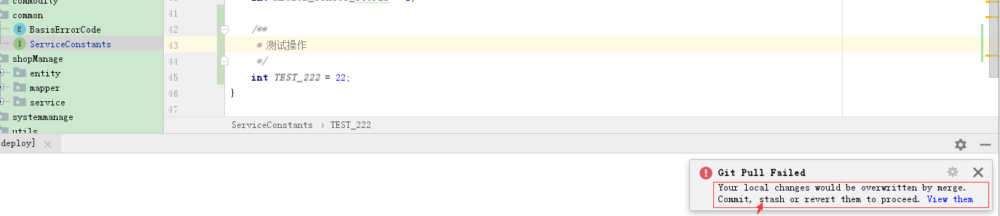 commodity
common
E BasisErrorCode
I ServiceConstants
shopManage
entity
mapper
service
systemmanage
utils
41
42 /**
43 * 测试操作
44 */
45 int TEST_222 = 22;
46 }
47
ServiceConstants › TEST_222
deploy]
Git Pull Failed
Your local changes would be overwritten by merge.
Commit, stash or revert them to proceed. View them